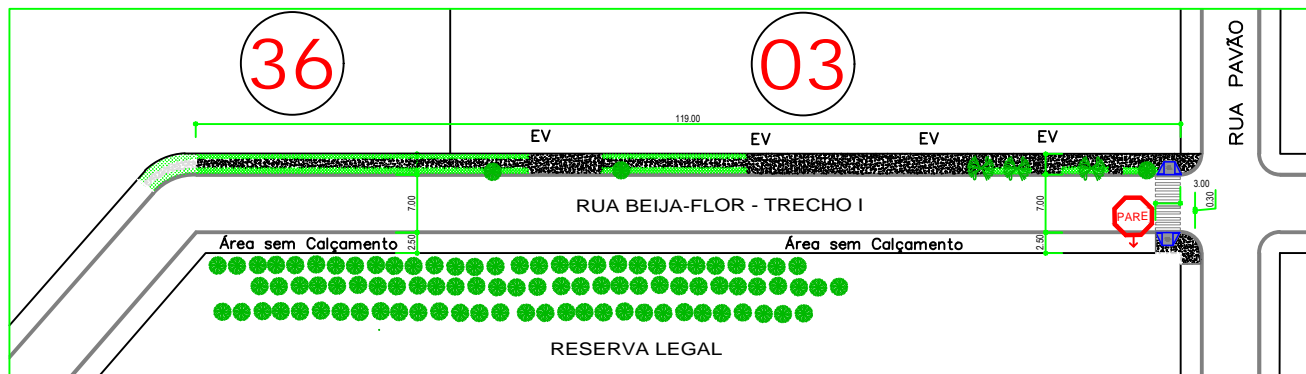 36
03
RUA PAVÃO
119.00
EV
EV
EV
EV
7.00
RUA BEIJA-FLOR - TRECHO I
7.00
3.00
0.30
PARE
2.50
Área sem Calçamento
Área sem Calçamento
2.50
RESERVA LEGAL